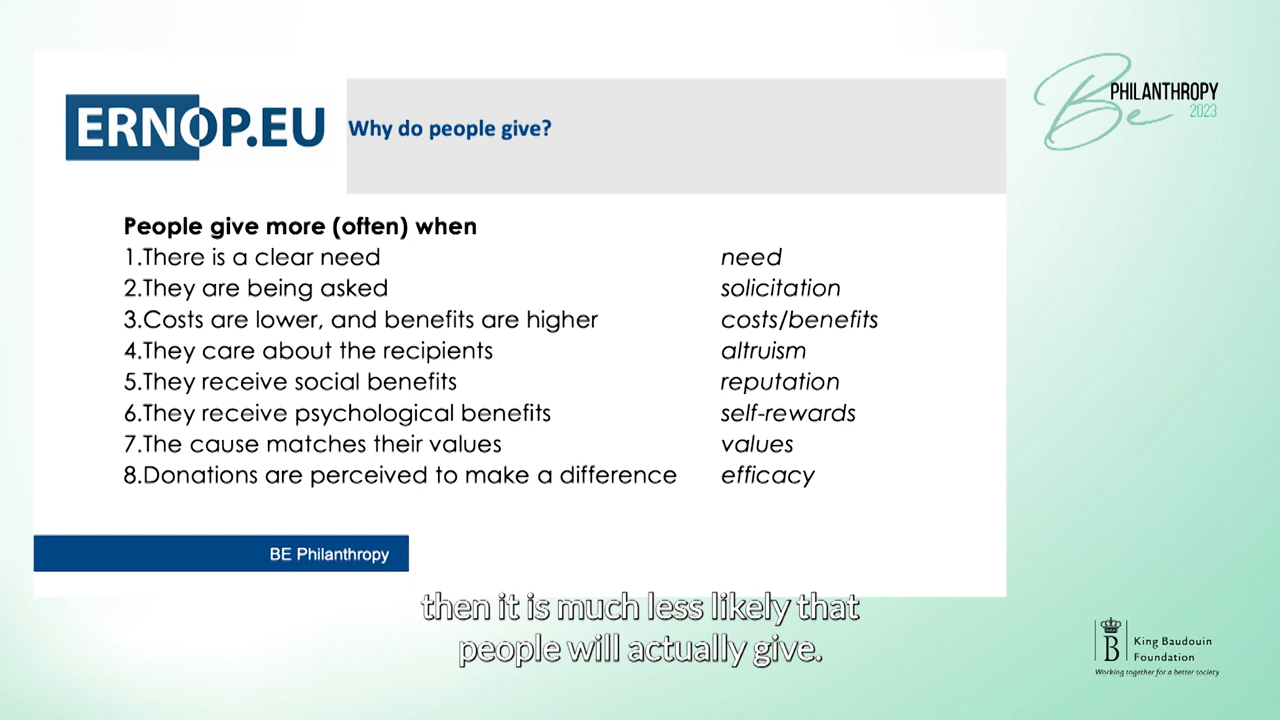 ERNOP.EU
Why do people give?
Be PHILANTHROPY
2023
People give more (often) when
1.There is a clear need need
2.They are being asked solicitation
3.Costs are lower, and benefits are higher costs/benefits
4.They care about the recipients altruism
5.They receive social benefits reputation
6.They receive psychological benefits self-rewards
7.The cause matches their values values
8.Donations are perceived to make a difference efficacy
BE Philanthropy
then it is much less likely that
people will actually give.
B King Baudouin
Foundation
Working together for a better society